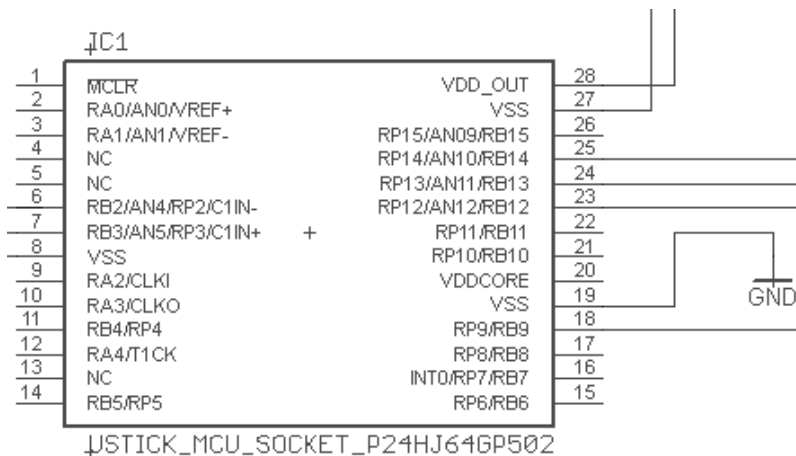 IC1
1 MCLR VDD_OUT 28
2 RA0/AN0/VREF+ VSS 27
3 RA1/AN1/VREF- RP15/AN09/RB15 26
4 NC RP14/AN10/RB14 25
5 NC RP13/AN11/RB13 24
6 RB2/AN4/RP2/C1IN- RP12/AN12/RB12 23
7 RB3/AN5/RP3/C1IN+ RP11/RB11 22
8 VSS RP10/RB10 21
9 RA2/CLKI VDDCORE 20
10 RA3/CLKO VSS 19
GND
11 RB4/RP4 RP9/RB9 18
12 RA4/T1CK RP8/RB8 17
13 NC INT0/RP7/RB7 16
14 RB5/RP5 RP6/RB6 15
USTICK_MCU_SOCKET_P24HJ64GP502